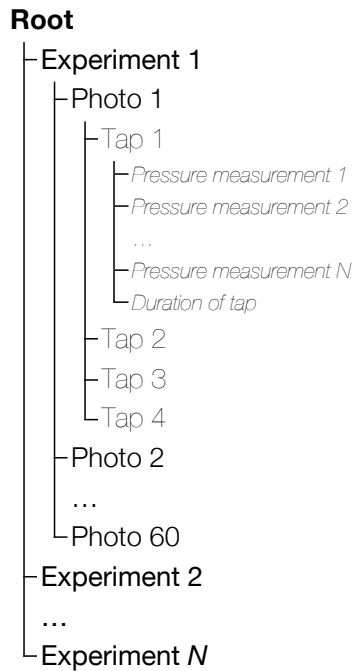 Root
Experiment 1
Photo 1
Tap 1
Pressure measurement 1
Pressure measurement 2
…
Pressure measurement N
Duration of tap
Tap 2
Tap 3
Tap 4
Photo 2
…
Photo 60
Experiment 2
…
Experiment N